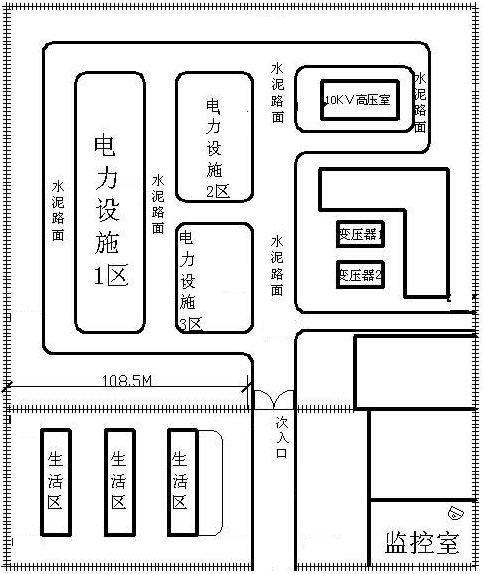 水泥路面
10KV高压室
水泥路面
电力设施1区
电力设施2区
水泥路面
水泥路面
电力设施3区
水泥路面
变压器1
变压器2
108.5M
次入口
生活区
生活区
生活区
监控室